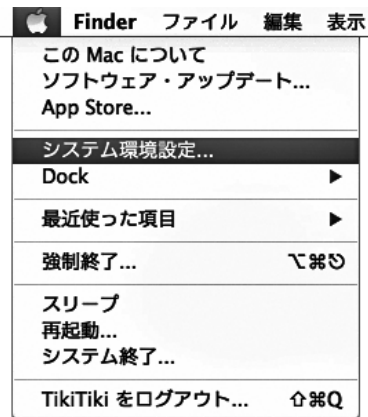 Finder ファイル 編集 表示
この Mac について
ソフトウェア・アップデート...
App Store...
システム環境設定...
Dock ▶
最近使った項目 ▶
強制終了... ⌥⌘⎋
スリープ
再起動...
システム終了...
TikiTiki をログアウト... ⇧⌘Q